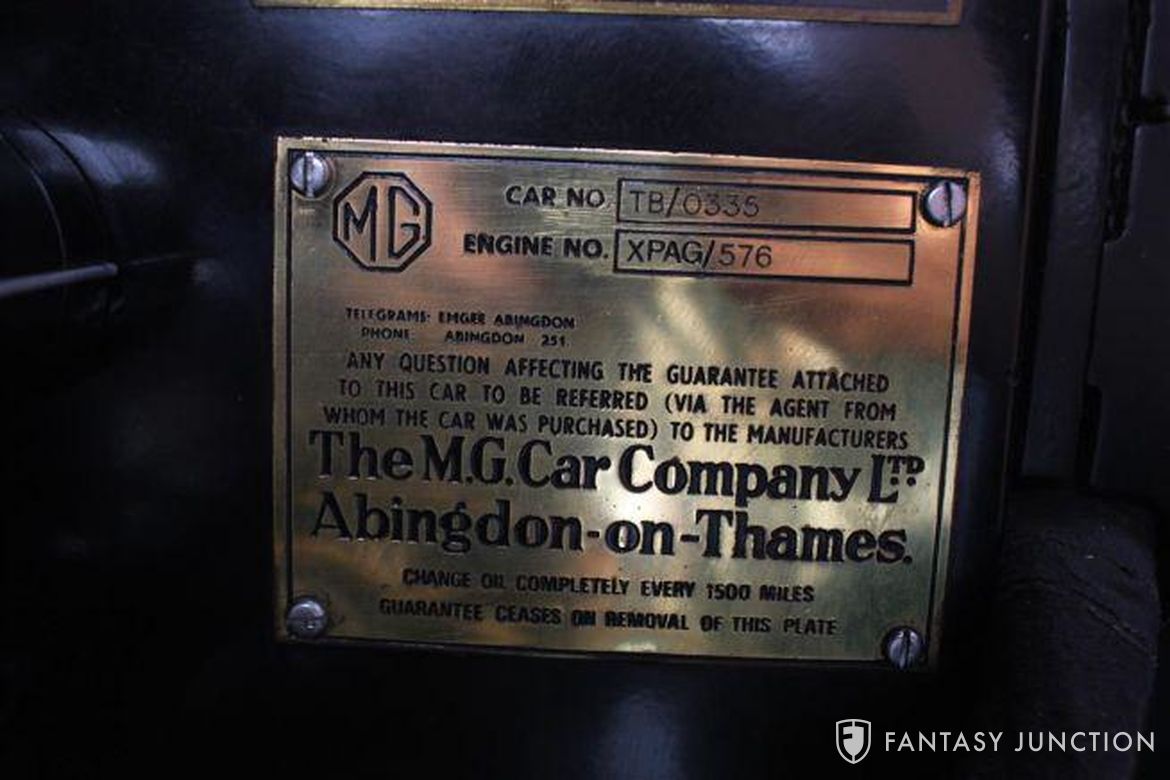 MG
CAR NO. TB/0335
ENGINE NO. XPAG/576
TELEGRAMS: EMGEE ABINGDON
PHONE ABINGDON 251.
ANY QUESTION AFFECTING THE GUARANTEE ATTACHED
TO THIS CAR TO BE REFERRED (VIA THE AGENT FROM
WHOM THE CAR WAS PURCHASED) TO THE MANUFACTURERS
The M.G. Car Company LTD
Abingdon-on-Thames.
CHANGE OIL COMPLETELY EVERY 1500 MILES
GUARANTEE CEASES ON REMOVAL OF THIS PLATE
FANTASY JUNCTION